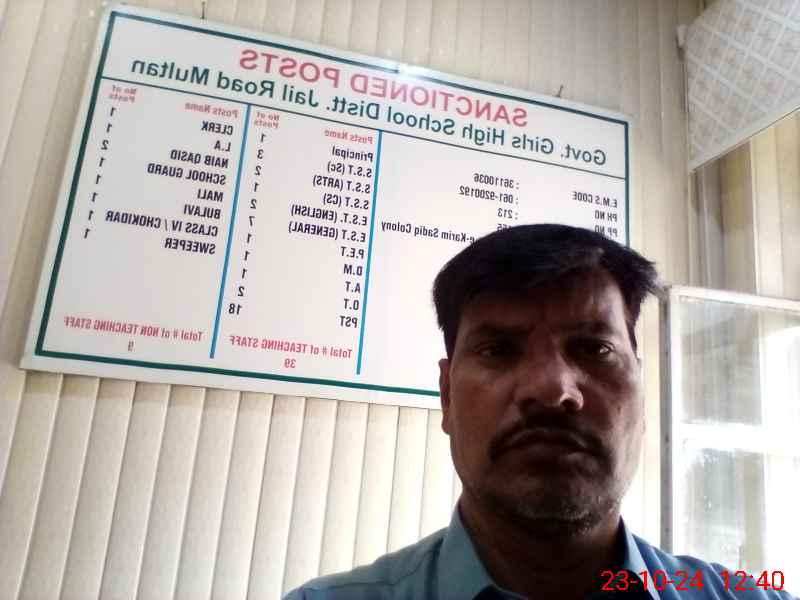 SANCTIONED POSTS
Govt. Girls High School Distt. Jail Road Multan
E.M.S.CODE : 36110036
PH NO : 061-9200192
PP NO : 213
e-Karim Sadiq Colony
Posts Name No of Posts
Principal 1
S.S.T (Sc) 3
S.S.T (ARTS) 2
S.S.T (CS) 1
E.S.T (ENGLISH) 2
E.S.T (GENERAL) 7
P.E.T 1
D.M 1
A.T 1
O.T 2
PST 18
Total # of TEACHING STAFF
39
Posts Name No of Posts
CLERK 1
L.A 1
NAIB QASID 2
SCHOOL GUARD 1
MALI 1
BULAVI 1
CLASS IV / CHOKIDAR 1
SWEEPER 1
Total # of NON TEACHING STAFF
9
23-10-24 12:40